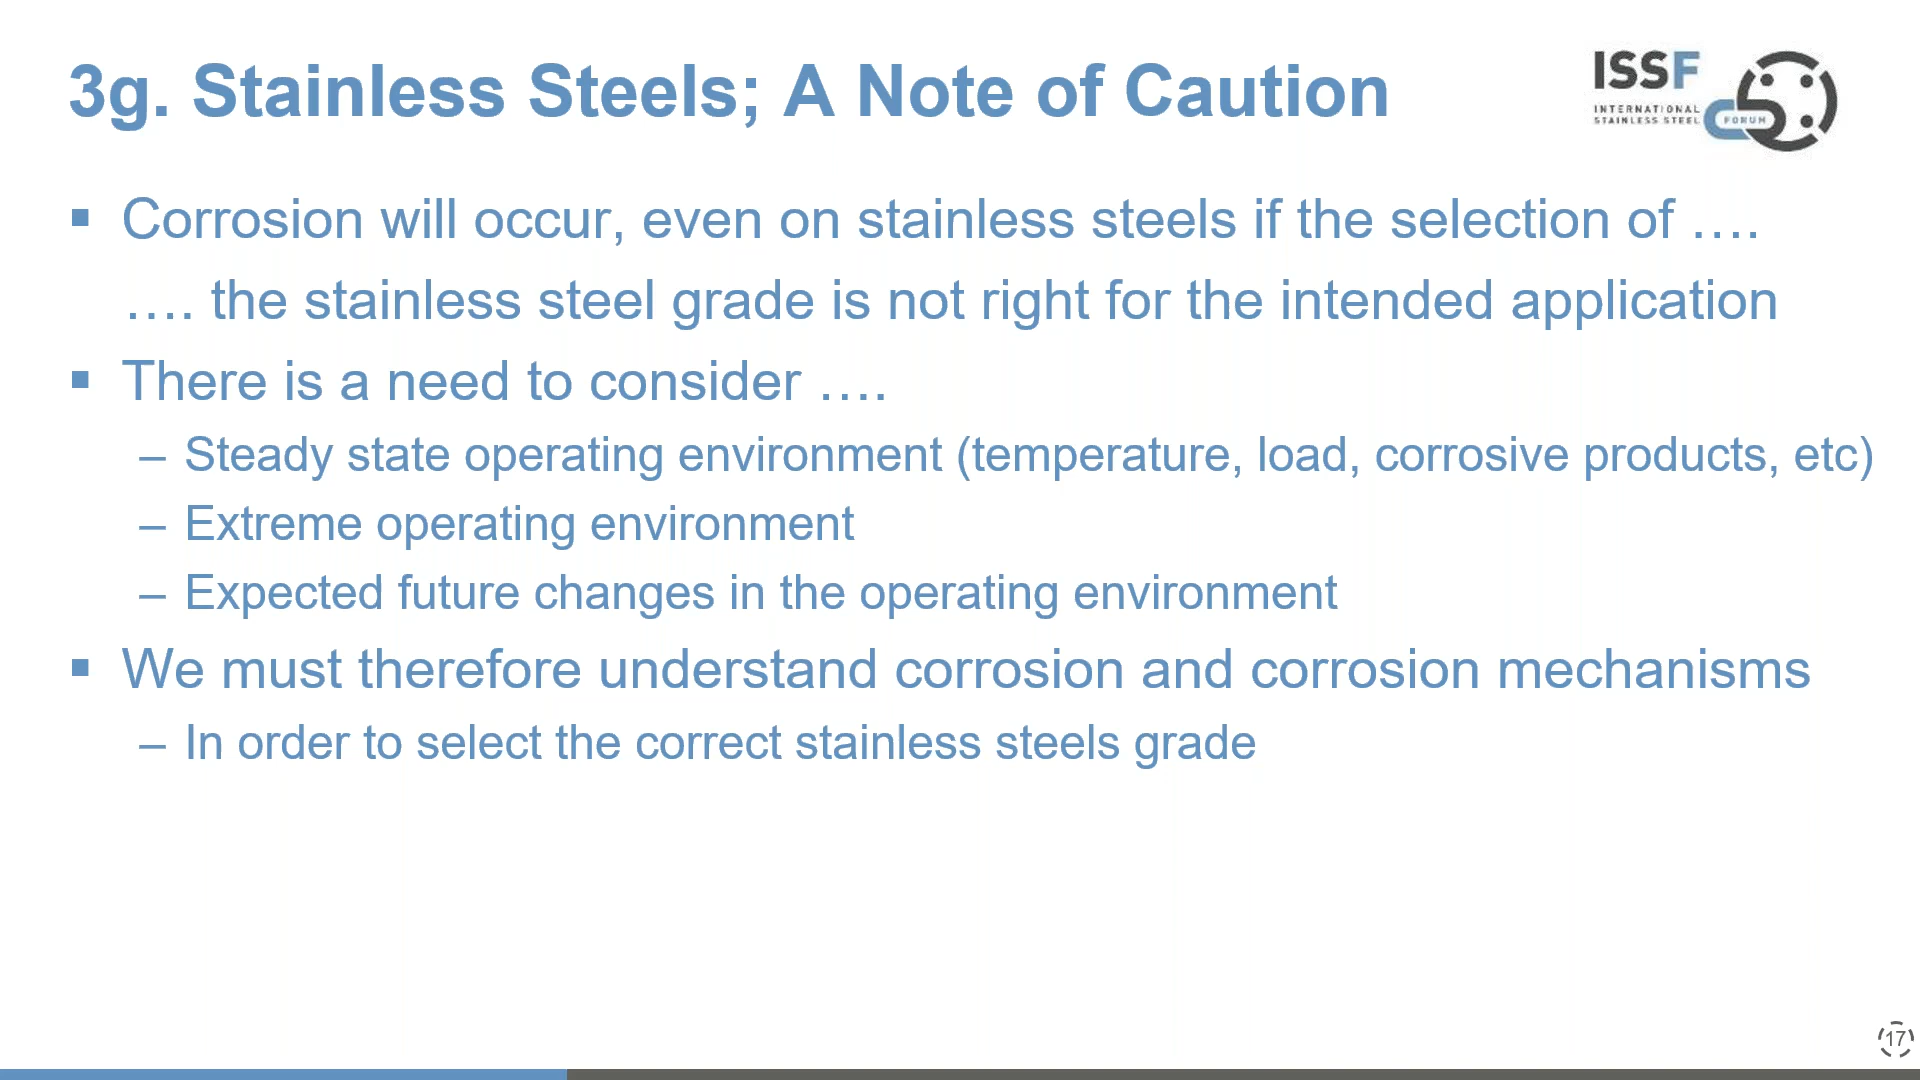 3g. Stainless Steels; A Note of Caution
ISSF
INTERNATIONAL
STAINLESS STEEL
FORUM
▪ Corrosion will occur, even on stainless steels if the selection of ….
…. the stainless steel grade is not right for the intended application
▪ There is a need to consider ….
– Steady state operating environment (temperature, load, corrosive products, etc)
– Extreme operating environment
– Expected future changes in the operating environment
▪ We must therefore understand corrosion and corrosion mechanisms
– In order to select the correct stainless steels grade
17